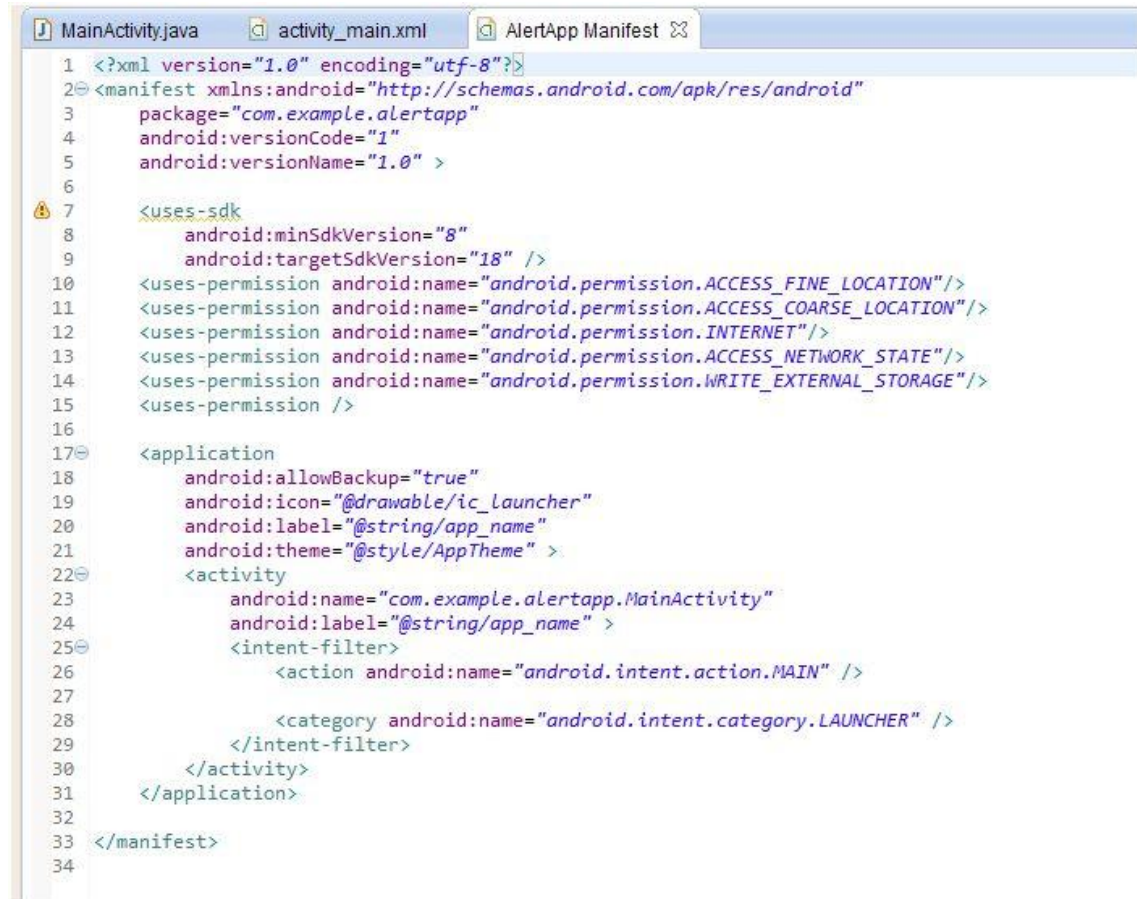 MainActivity.java activity_main.xml AlertApp Manifest
1 <?xml version="1.0" encoding="utf-8"?>
2 <manifest xmlns:android="http://schemas.android.com/apk/res/android"
3 package="com.example.alertapp"
4 android:versionCode="1"
5 android:versionName="1.0" >
6
7 <uses-sdk
8 android:minSdkVersion="8"
9 android:targetSdkVersion="18" />
10 <uses-permission android:name="android.permission.ACCESS_FINE_LOCATION"/>
11 <uses-permission android:name="android.permission.ACCESS_COARSE_LOCATION"/>
12 <uses-permission android:name="android.permission.INTERNET"/>
13 <uses-permission android:name="android.permission.ACCESS_NETWORK_STATE"/>
14 <uses-permission android:name="android.permission.WRITE_EXTERNAL_STORAGE"/>
15 <uses-permission />
16
17 <application
18 android:allowBackup="true"
19 android:icon="@drawable/ic_launcher"
20 android:label="@string/app_name"
21 android:theme="@style/AppTheme" >
22 <activity
23 android:name="com.example.alertapp.MainActivity"
24 android:label="@string/app_name" >
25 <intent-filter>
26 <action android:name="android.intent.action.MAIN" />
27
28 <category android:name="android.intent.category.LAUNCHER" />
29 </intent-filter>
30 </activity>
31 </application>
32
33 </manifest>
34